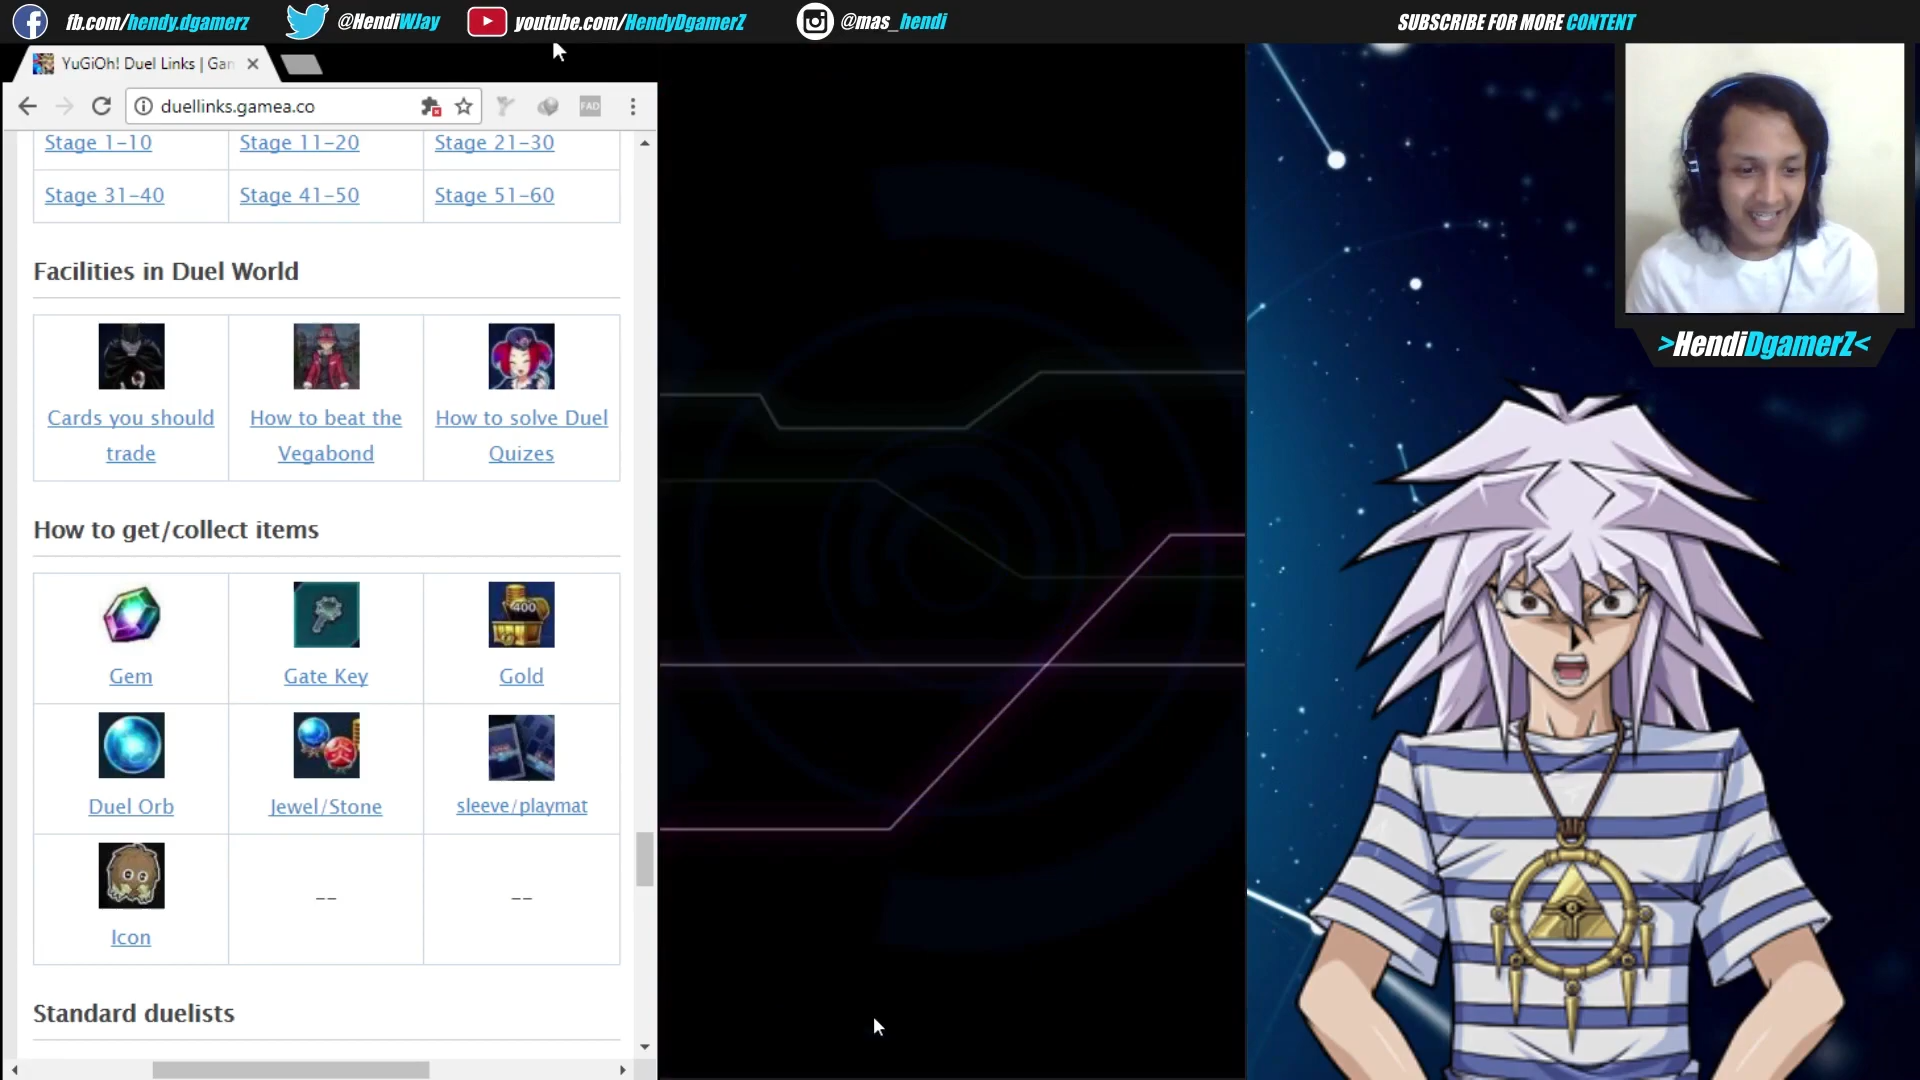 fb.com/hendy.dgamerz @HendiWJay youtube.com/HendyDgamerZ @mas_hendi SUBSCRIBE FOR MORE CONTENT
YuGiOh! Duel Links | Gam
duellinks.gamea.co
FAD
Stage 1-10 Stage 11-20 Stage 21-30
Stage 31-40 Stage 41-50 Stage 51-60
>HendiDgamerZ<
Facilities in Duel World
Cards you should trade
How to beat the Vegabond
How to solve Duel Quizes
How to get/collect items
400
Gem Gate Key Gold
Duel Orb Jewel/Stone sleeve/playmat
-- --
Icon
Standard duelists